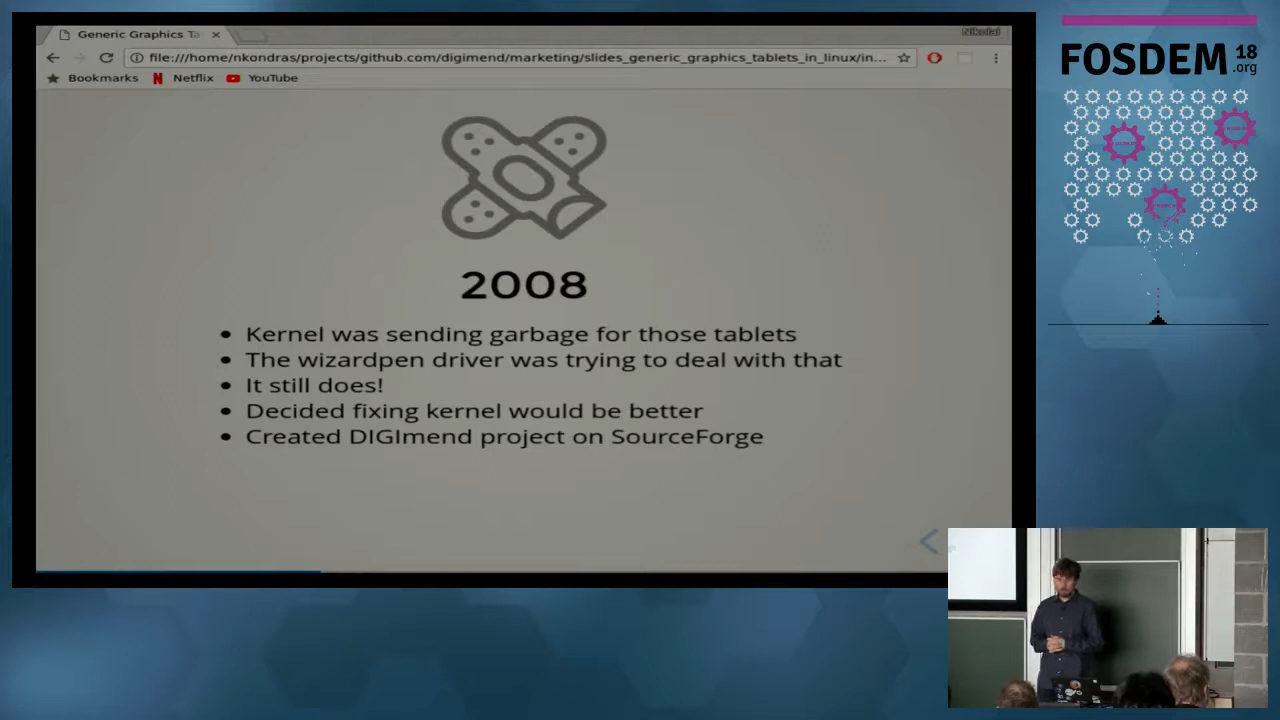 Generic Graphics Ta
Nikolai
file:///home/nkondras/projects/github.com/digimend/marketing/slides_generic_graphics_tablets_in_linux/in...
Bookmarks
Netflix
YouTube
2008
• Kernel was sending garbage for those tablets
• The wizardpen driver was trying to deal with that
• It still does!
• Decided fixing kernel would be better
• Created DIGImend project on SourceForge
FOSDEM 18
.org